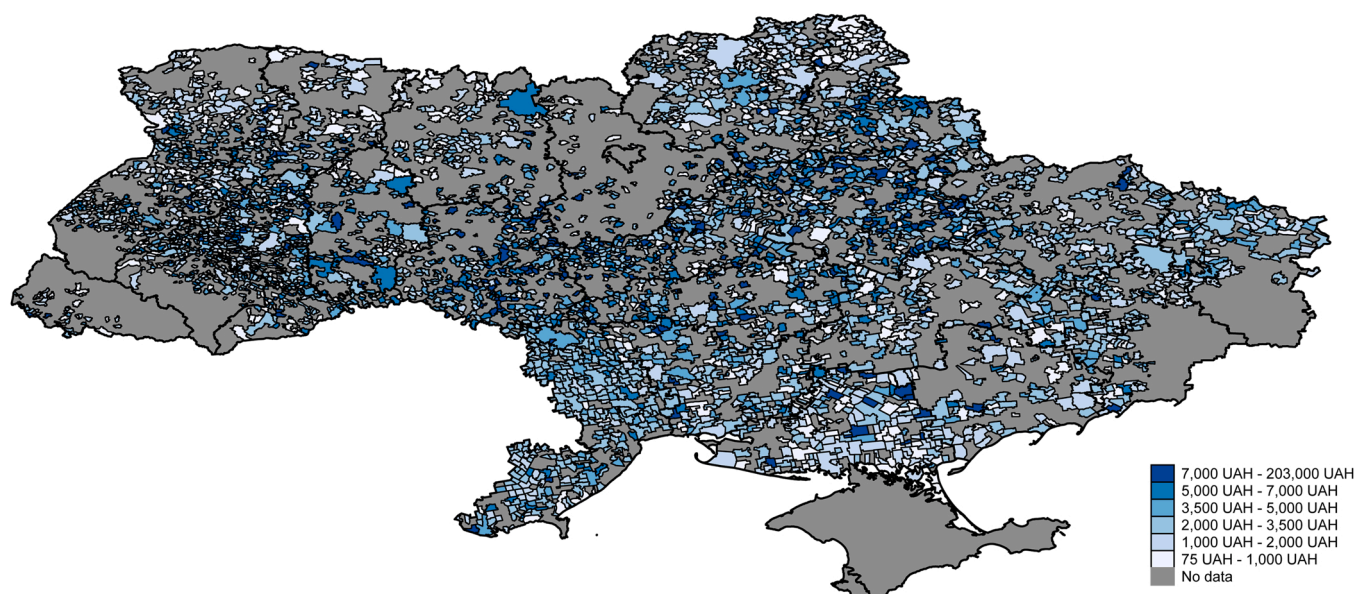 7,000 UAH - 203,000 UAH
5,000 UAH - 7,000 UAH
3,500 UAH - 5,000 UAH
2,000 UAH - 3,500 UAH
1,000 UAH - 2,000 UAH
75 UAH - 1,000 UAH
No data